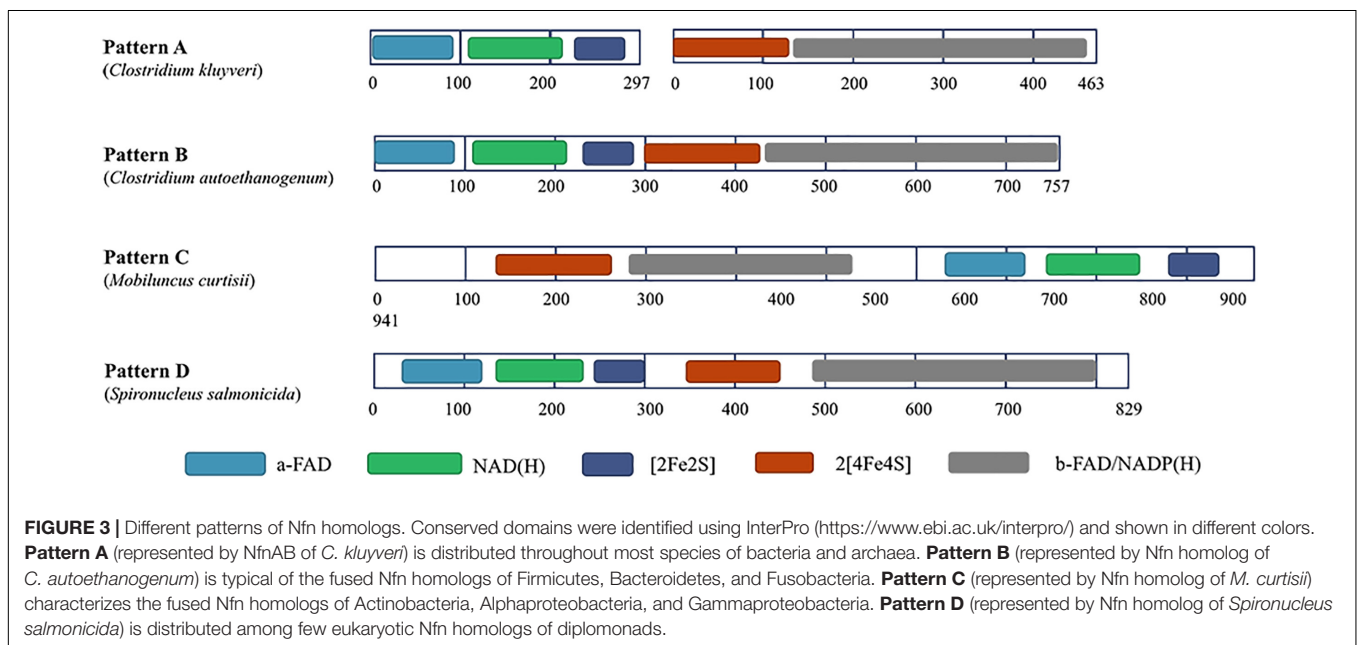 Pattern A
(Clostridium kluyveri)
0 100 200 297 0 100 200 300 400 463
Pattern B
(Clostridium autoethanogenum)
0 100 200 300 400 500 600 700 757
Pattern C
(Mobiluncus curtisii)
0 100 200 300 400 500 600 700 800 900
941
Pattern D
(Spironucleus salmonicida)
0 100 200 300 400 500 600 700 829
a-FAD NAD(H) [2Fe2S] 2[4Fe4S] b-FAD/NADP(H)
FIGURE 3 | Different patterns of Nfn homologs. Conserved domains were identified using InterPro (https://www.ebi.ac.uk/interpro/) and shown in different colors.
Pattern A (represented by NfnAB of C. kluyveri) is distributed throughout most species of bacteria and archaea. Pattern B (represented by Nfn homolog of
C. autoethanogenum) is typical of the fused Nfn homologs of Firmicutes, Bacteroidetes, and Fusobacteria. Pattern C (represented by Nfn homolog of M. curtisii)
characterizes the fused Nfn homologs of Actinobacteria, Alphaproteobacteria, and Gammaproteobacteria. Pattern D (represented by Nfn homolog of Spironucleus
salmonicida) is distributed among few eukaryotic Nfn homologs of diplomonads.